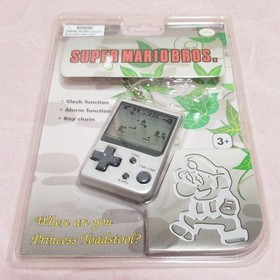 SUPER MARIO BROS.
• Clock function
• Alarm function
• Key chain
3+
Where are you
Princess Toadstool?